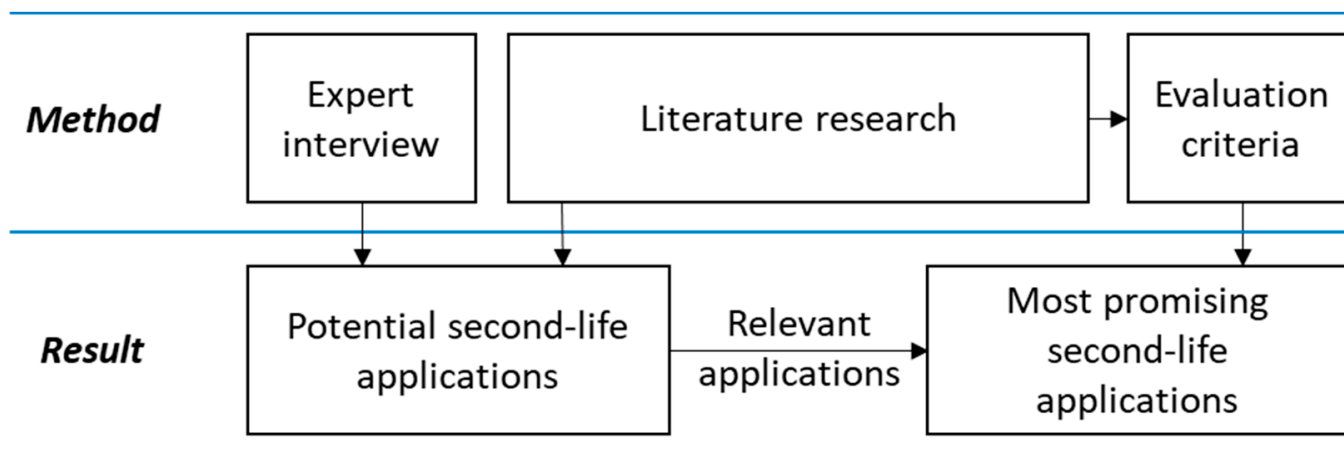 Method
Expert
interview
Literature research
Evaluation
criteria
Result
Potential second-life
applications
Relevant
applications
Most promising
second-life
applications